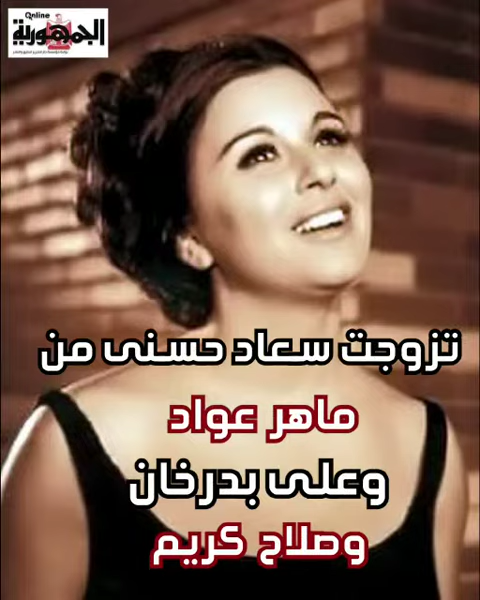 Online
الجمهورية
تزوجت سعاد حسنى من
ماهر عواد
وعلى بدرخان
وصلاح كريم